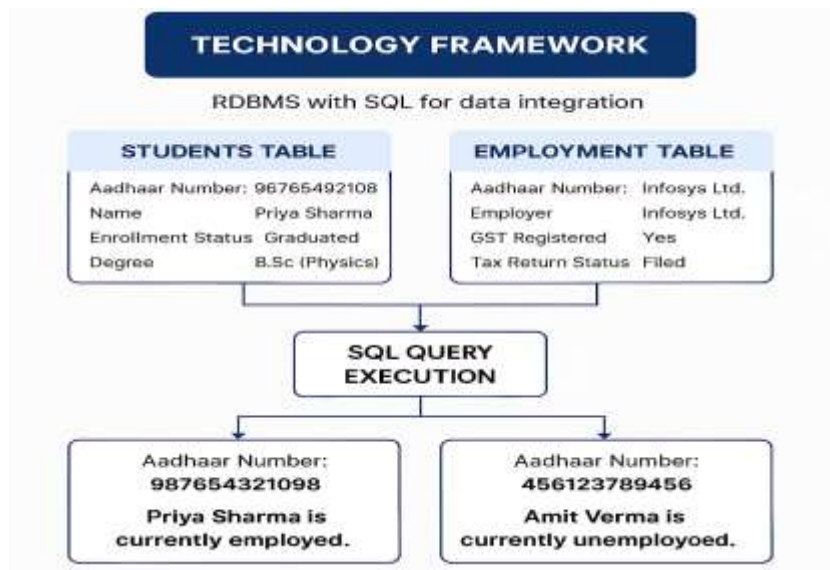 TECHNOLOGY FRAMEWORK
RDBMS with SQL for data integration
STUDENTS TABLE
Aadhaar Number: 96765492108
Name Priya Sharma
Enrollment Status Graduated
Degree B.Sc (Physics)
EMPLOYMENT TABLE
Aadhaar Number: Infosys Ltd.
Employer Infosys Ltd.
GST Registered Yes
Tax Return Status Filed
SQL QUERY
EXECUTION
Aadhaar Number:
987654321098
Priya Sharma is
currently employed.
Aadhaar Number:
456123789456
Amit Verma is
currently unemployoed.